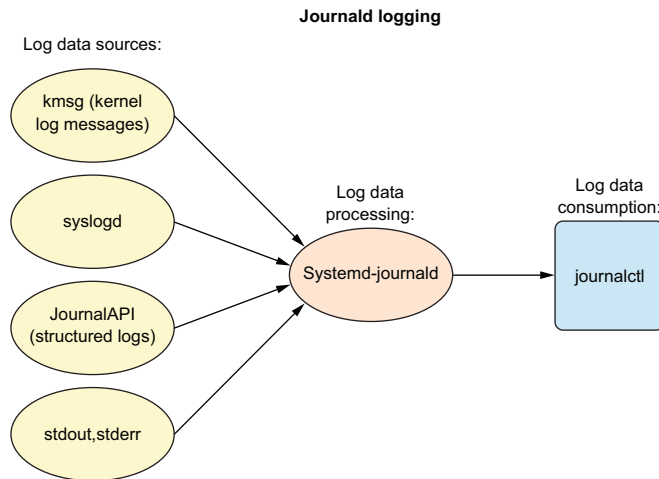 Journald logging
Log data sources:
kmsg (kernel
log messages)
syslogd
JournalAPI
(structured logs)
stdout,stderr
Log data
processing:
Systemd-journald
Log data
consumption:
journalctl